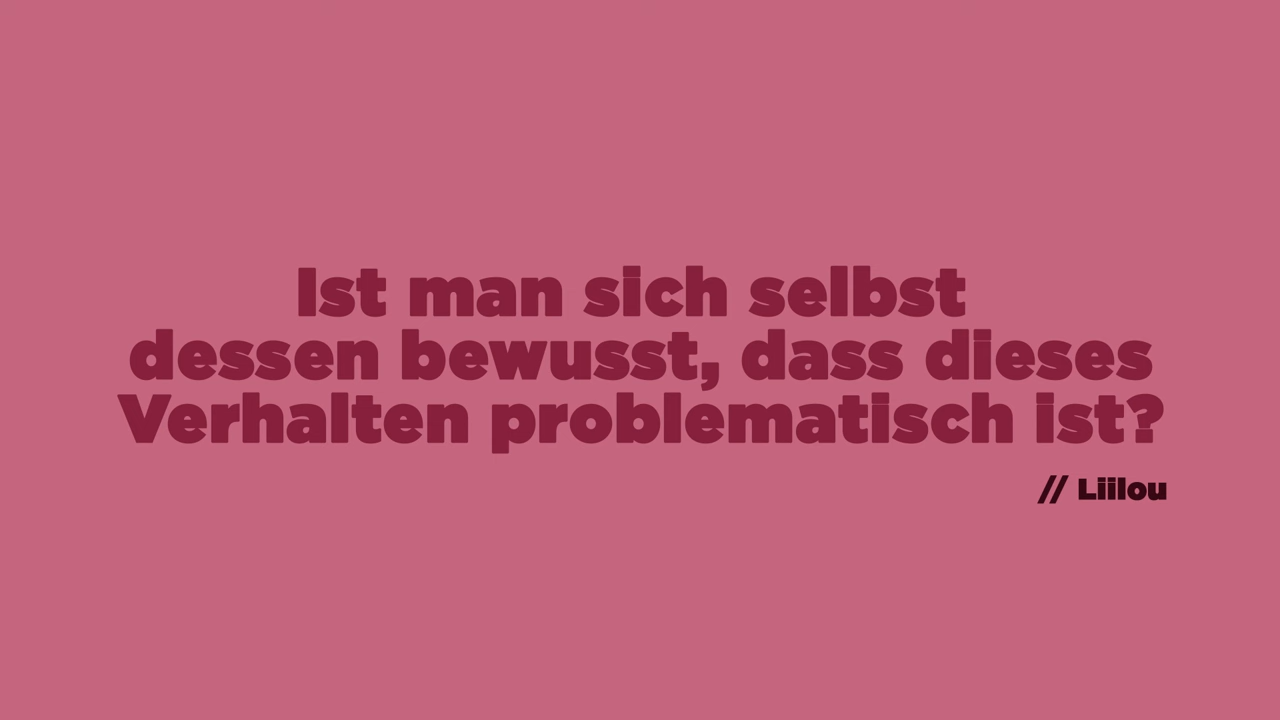 Ist man sich selbst
dessen bewusst, dass dieses
Verhalten problematisch ist?
// Liilou